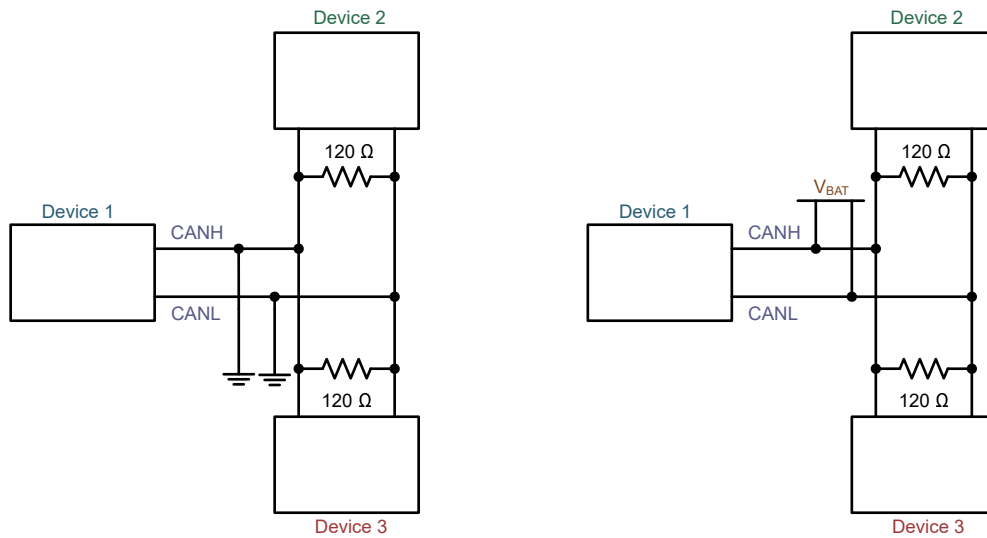 Device 2
120 Ω
Device 1
CANH
CANL
120 Ω
Device 3
Device 2
120 Ω
VBAT
Device 1
CANH
CANL
120 Ω
Device 3